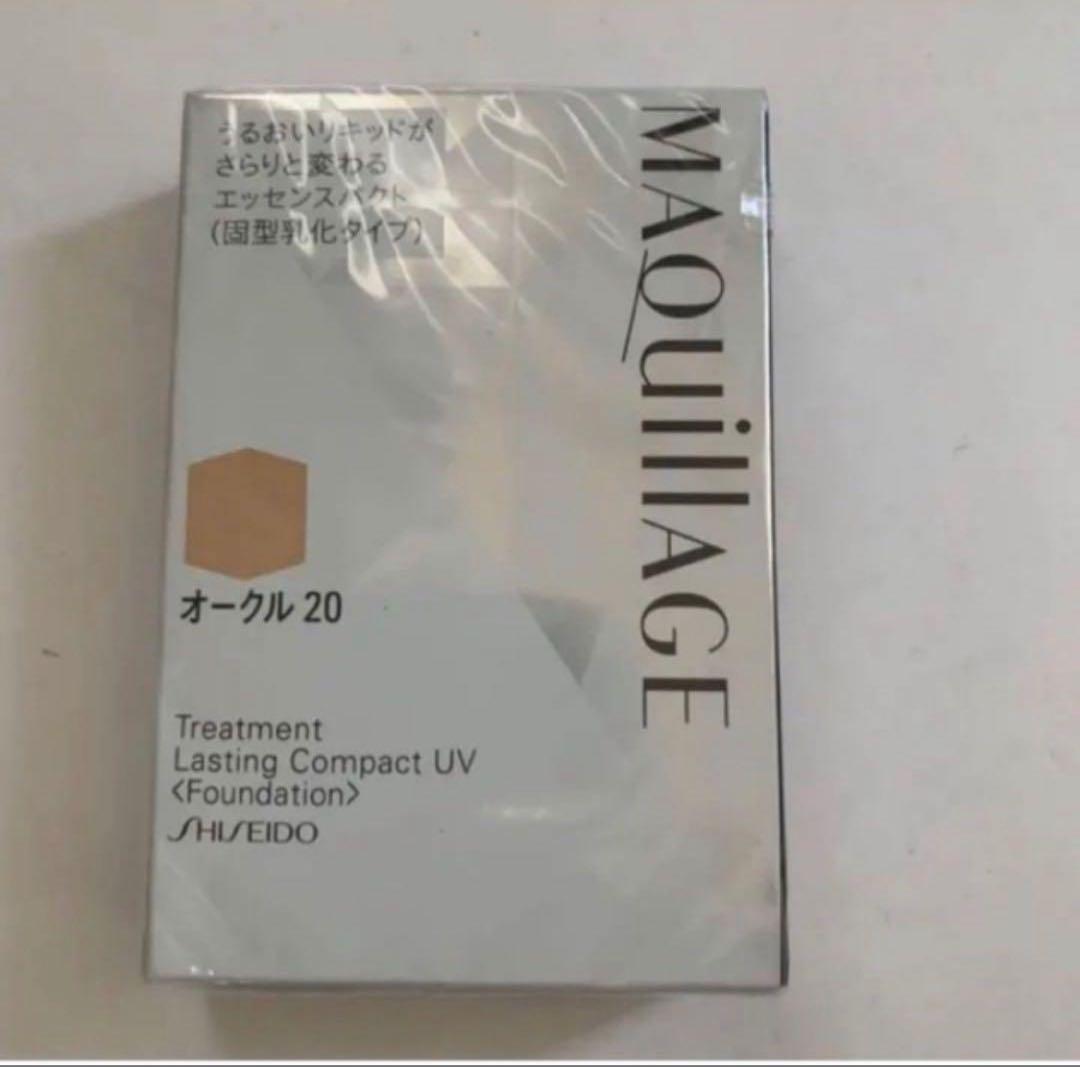 うるおいリキッドが
さらりと変わる
エッセンスパクト
(固型乳化タイプ)
MAQuillAGE
オークル 20
Treatment
Lasting Compact UV
<Foundation>
SHISEIDO